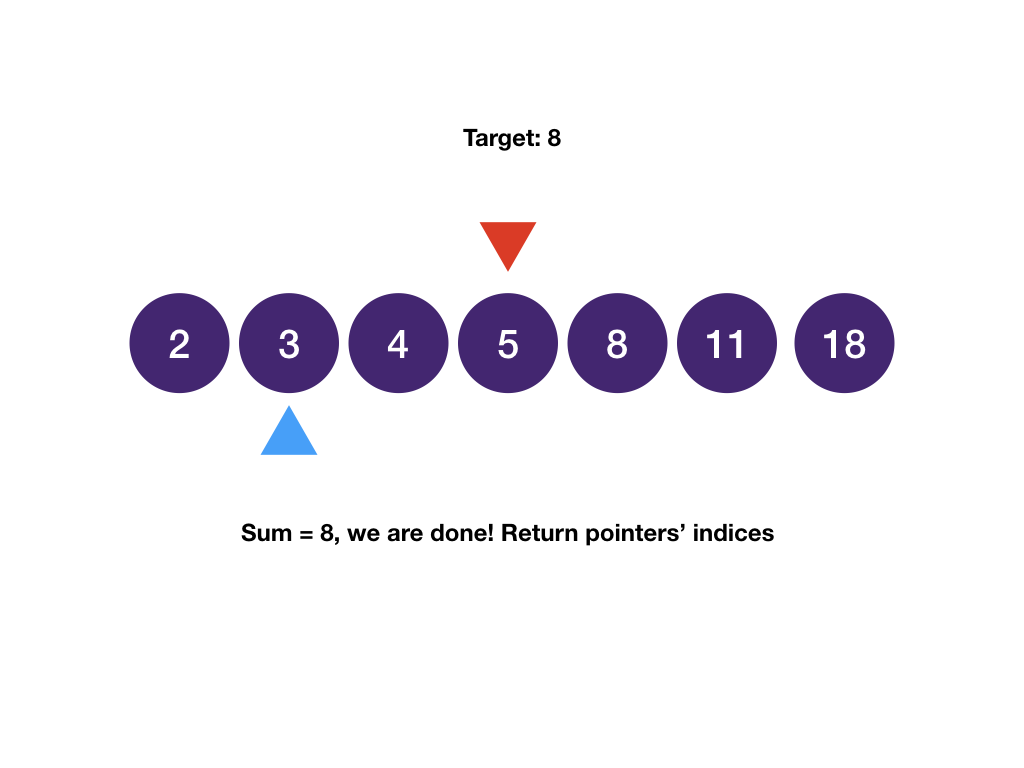 Target: 8
2 3 4 5 8 11 18
Sum = 8, we are done! Return pointers’ indices